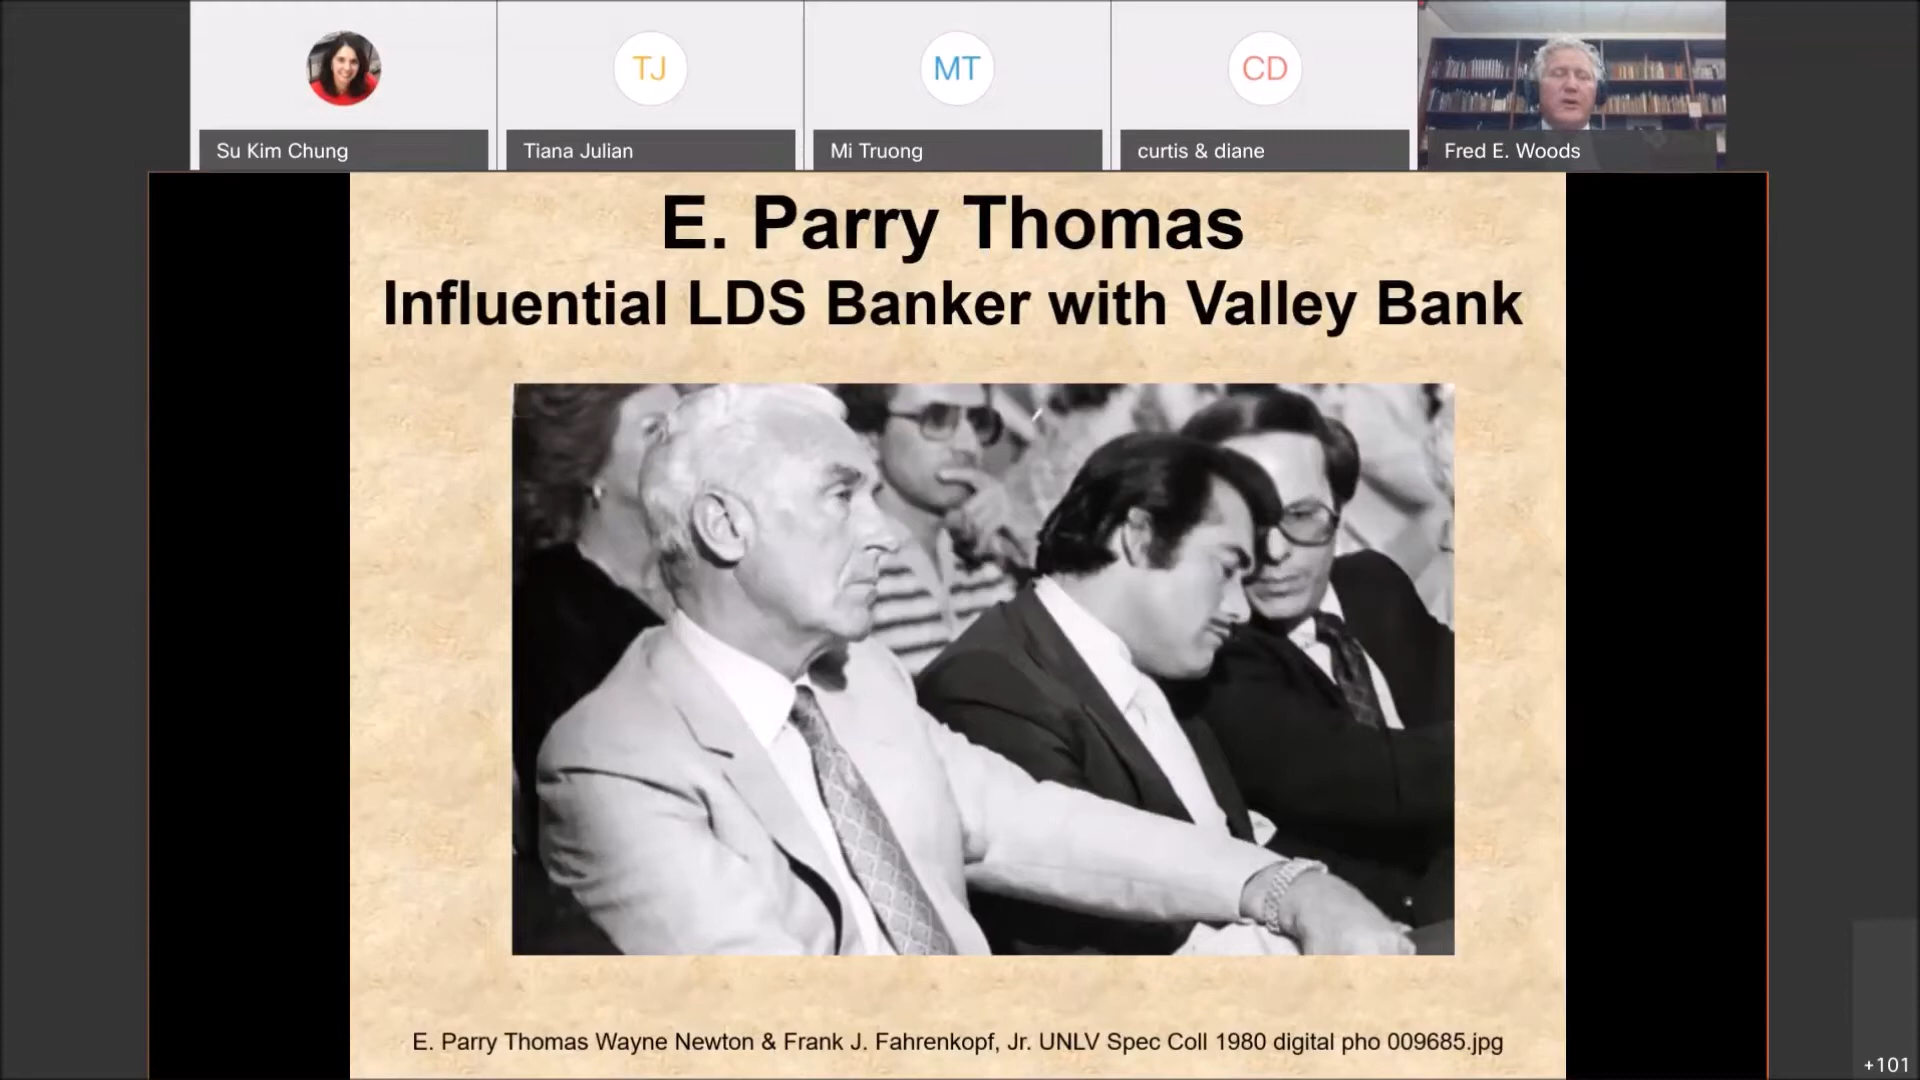 TJ
MT
CD
Su Kim Chung
Tiana Julian
Mi Truong
curtis & diane
Fred E. Woods
E. Parry Thomas
Influential LDS Banker with Valley Bank
E. Parry Thomas Wayne Newton & Frank J. Fahrenkopf, Jr. UNLV Spec Coll 1980 digital pho 009685.jpg
+101